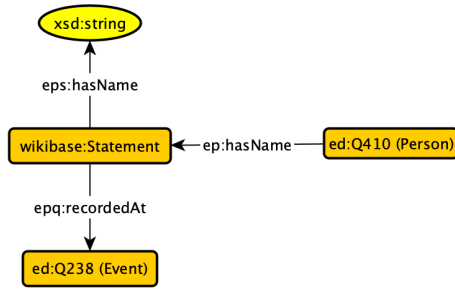 xsd:string
eps:hasName
wikibase:Statement
ep:hasName
ed:Q410 (Person)
epq:recordedAt
ed:Q238 (Event)